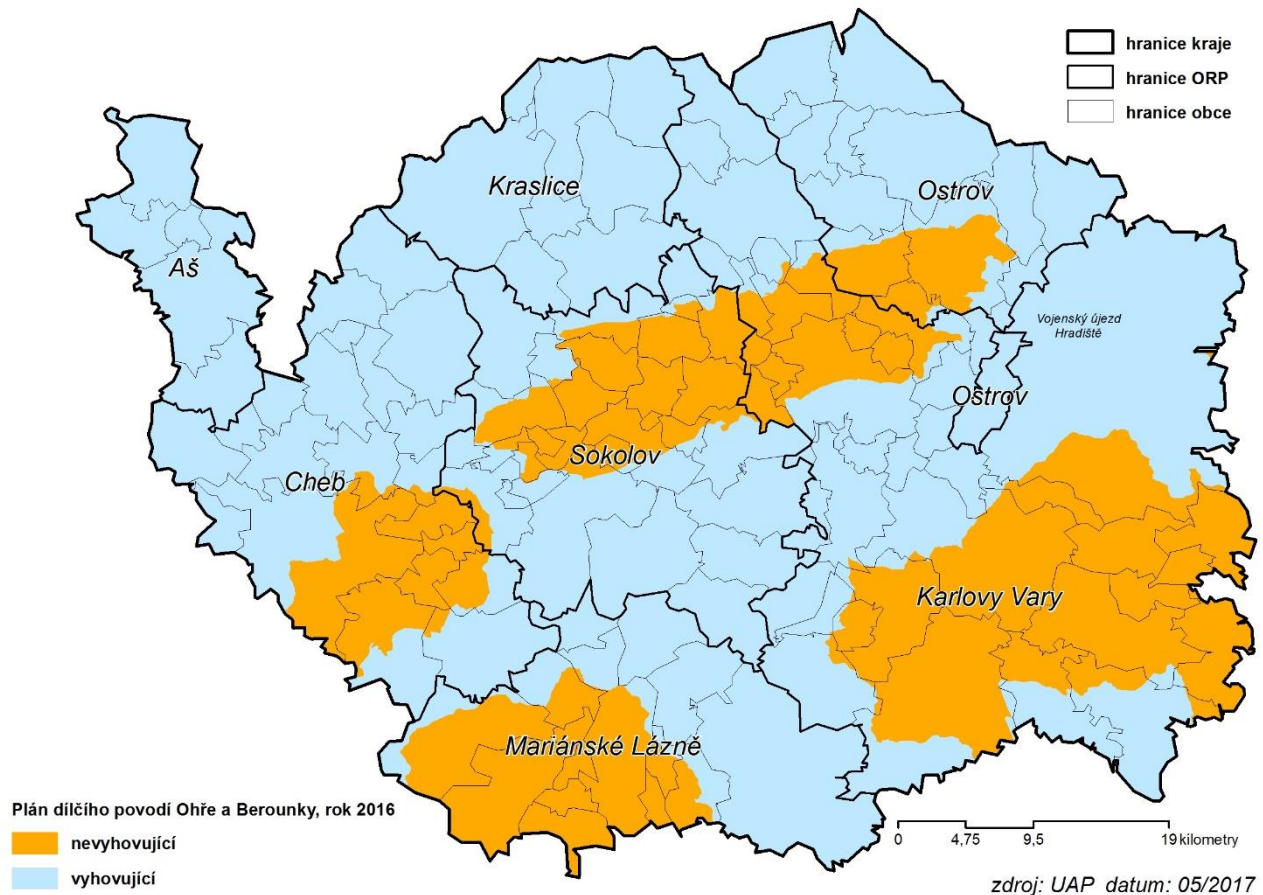 hranice kraje
hranice ORP
hranice obce
Kraslice
Ostrov
Aš
Vojenský újezd
Hradiště
Ostrov
Sokolov
Cheb
Karlovy Vary
Mariánské Lázně
Plán dílčího povodí Ohře a Berounky, rok 2016
nevyhovující
vyhovující
0 4,75 9,5 19 kilometry
zdroj: UAP datum: 05/2017